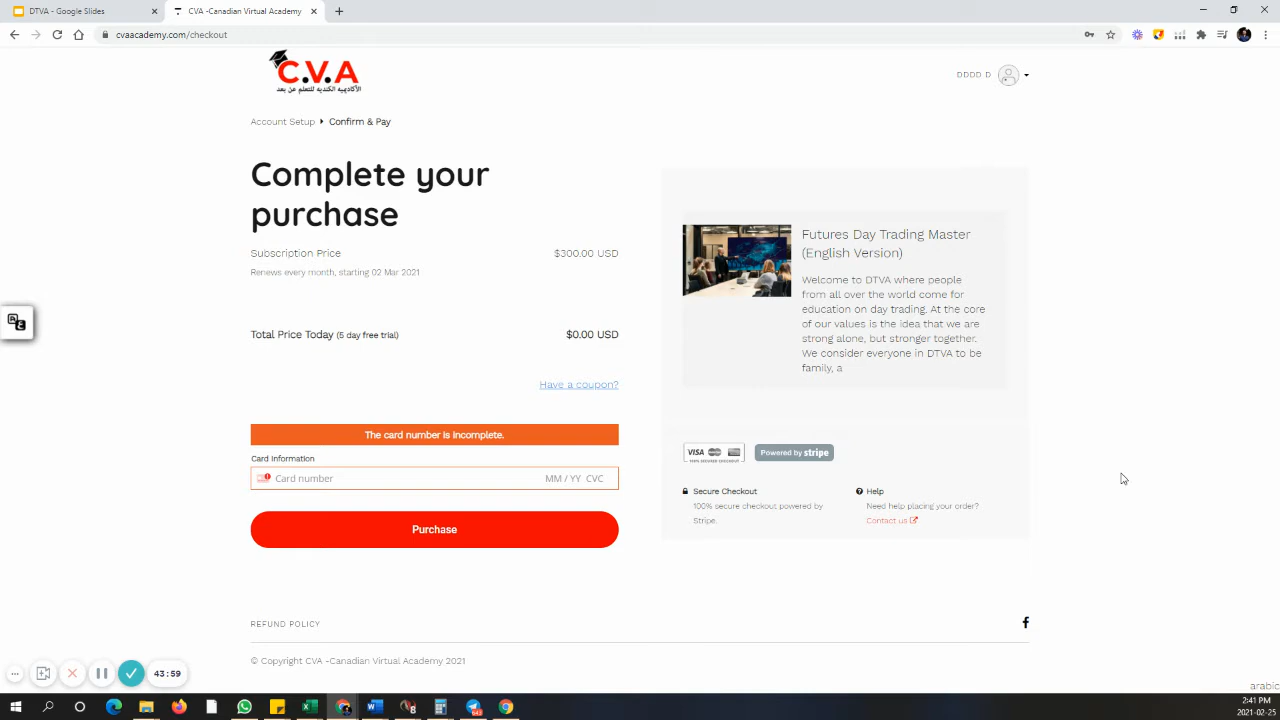 DTVA - Google Slides
CVA -Canadian Virtual Academy
cvaacademy.com/checkout
C.V.A
الأكاديمية الكندية للتعلم عن بعد
DDDD D
Account Setup
Confirm & Pay
Complete your
purchase
Subscription Price
$300.00 USD
Renews every month, starting 02 Mar 2021
Total Price Today (5 day free trial)
$0.00 USD
Have a coupon?
The card number is incomplete.
Card Information
Card number
MM / YY CVC
Purchase
Futures Day Trading Master
(English Version)
Welcome to DTVA where people
from all over the world come for
education on day trading. At the core
of our values is the idea that we are
strong alone, but stronger together.
We consider everyone in DTVA to be
family, a
VISA
100% SECURED CHECKOUT
Powered by stripe
Secure Checkout
100% secure checkout powered by
Stripe.
Help
Need help placing your order?
Contact us
REFUND POLICY
© Copyright CVA -Canadian Virtual Academy 2021
43:59
arabic
2:41 PM
2021-02-25